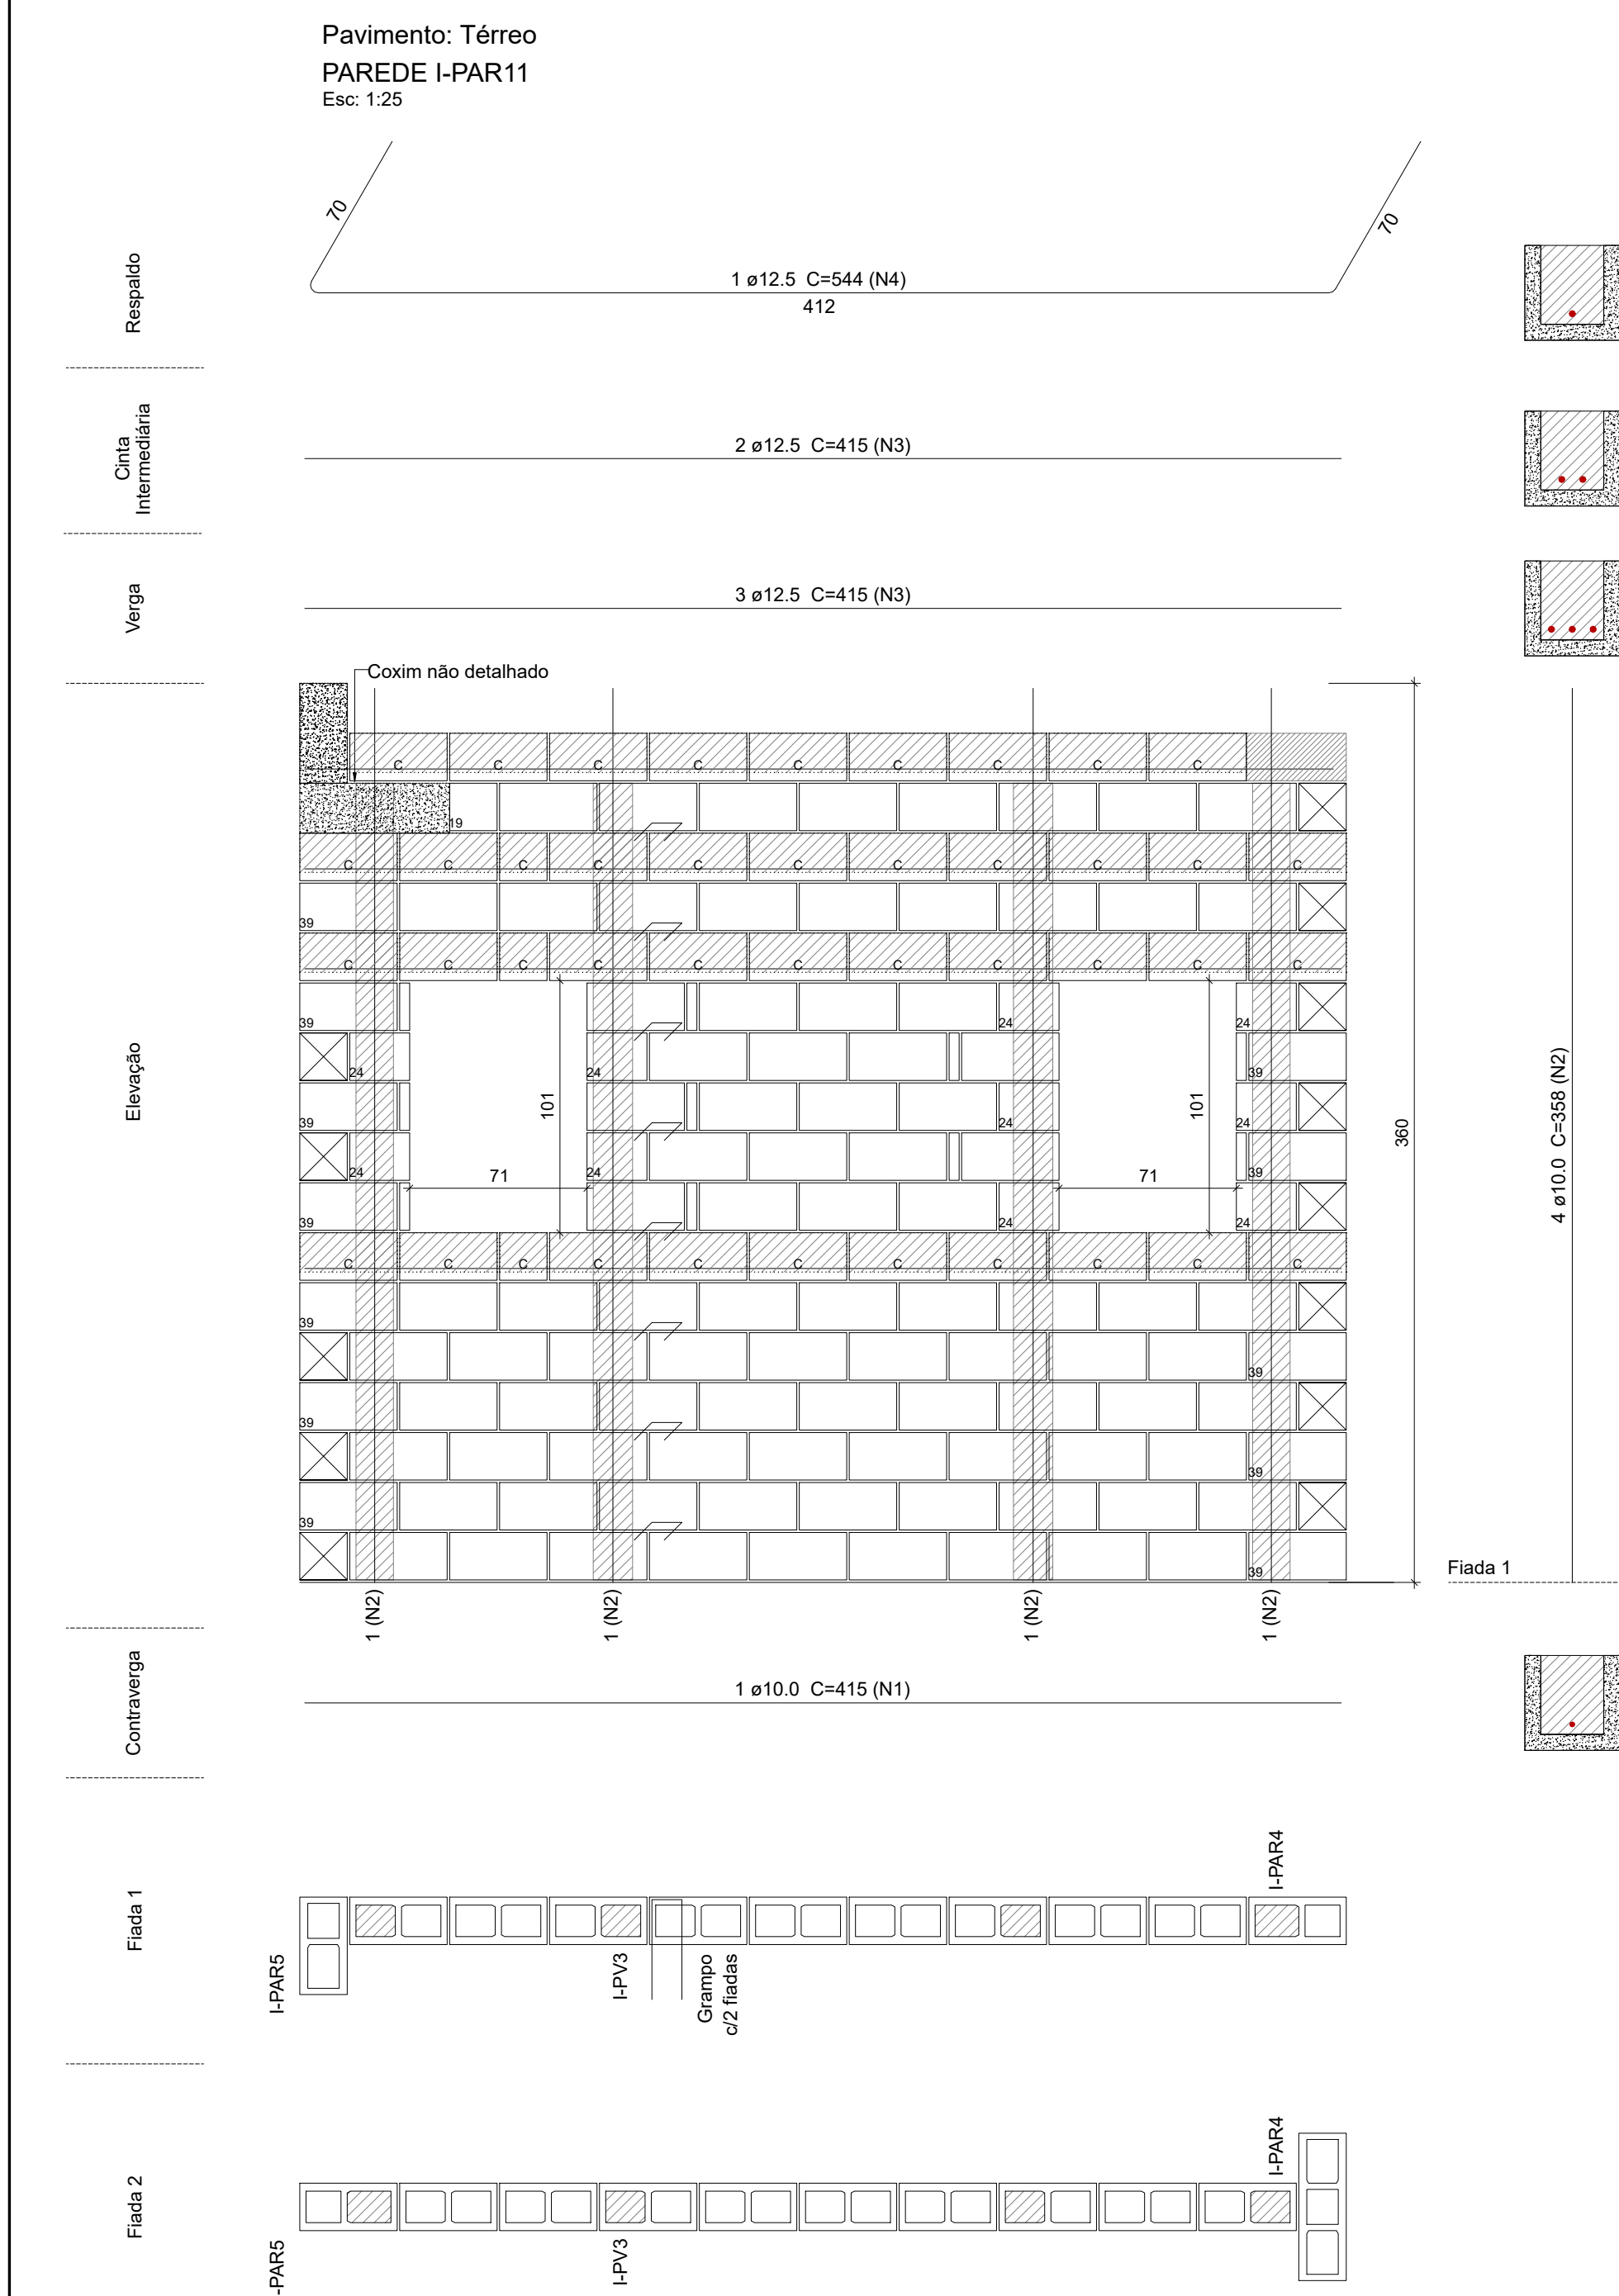 Pavimento: Térreo
PAREDE I-PAR11
Esc: 1:25
Respaldo
70
70
1 ø12.5 C=544 (N4)
412
Cinta
Intermediária
2 ø12.5 C=415 (N3)
Verga
3 ø12.5 C=415 (N3)
Coxim não detalhado
Elevação
C C C C C C C C C
19
C C C C C C C C C C C
39
C C C C C C C C C C C
39 24 24
24 24 39
39 24 24
24 24 39
39 24 24
101
101
71
71
C C C C C C C C C C C
39
39
39
39
39
39
360
4 ø10.0 C=358 (N2)
Fiada 1
1 (N2)
1 (N2)
1 (N2)
1 (N2)
Contraverga
1 ø10.0 C=415 (N1)
Fiada 1
I-PAR5
I-PV3
Grampo
c/2 fiadas
I-PAR4
Fiada 2
-PAR5
I-PV3
I-PAR4